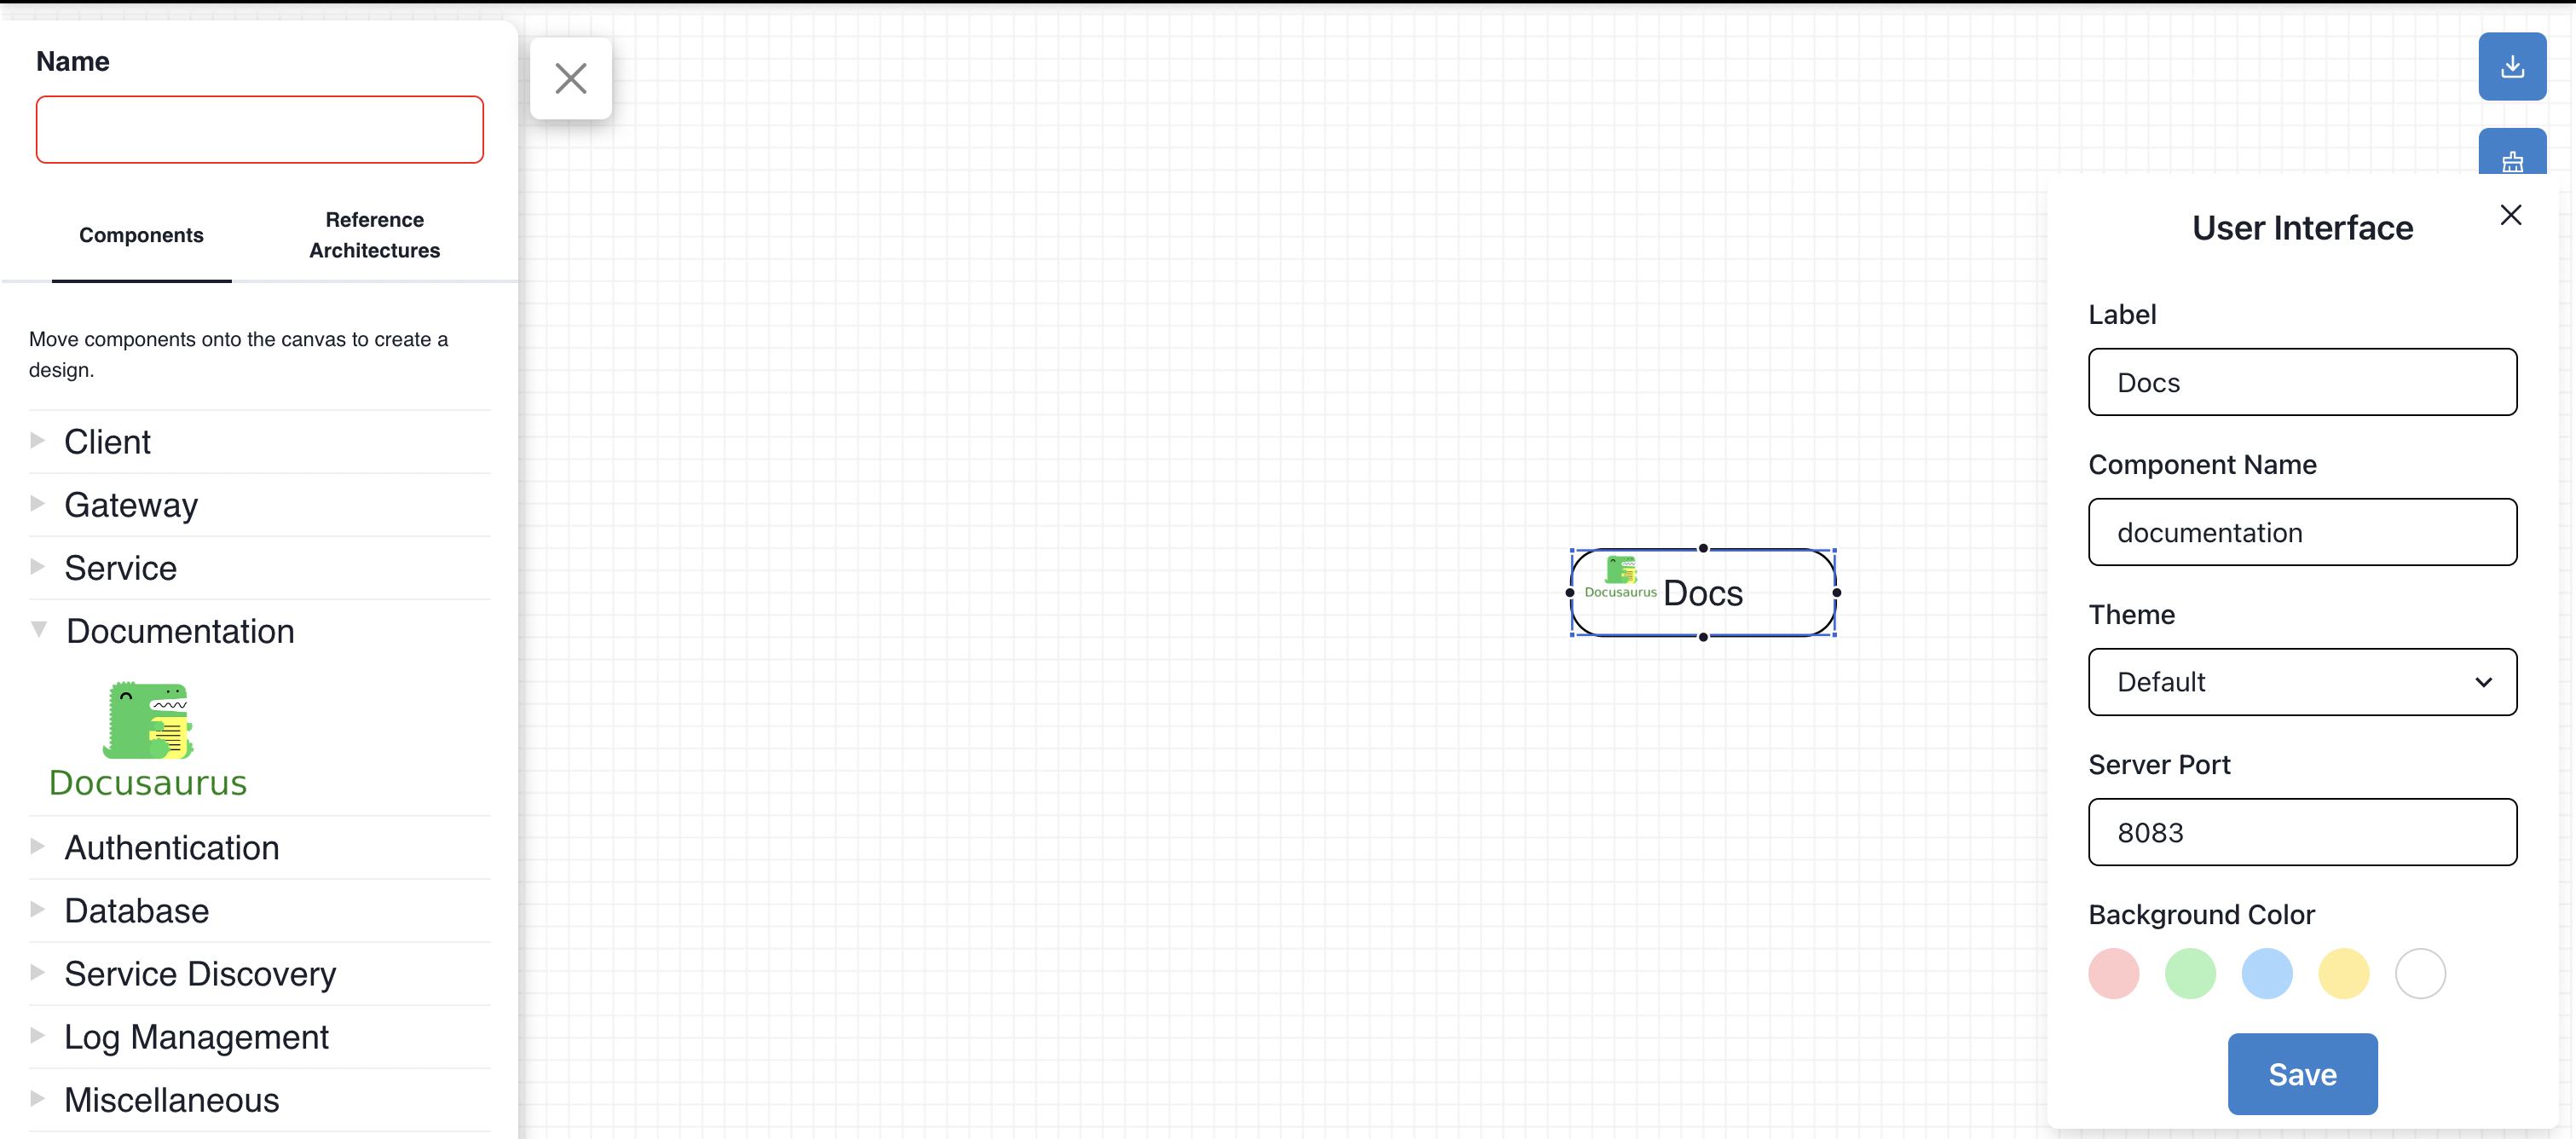 Name
Components
Reference
Architectures
Move components onto the canvas to create a
design.
Client
Gateway
Service
Documentation
Docusaurus
Authentication
Database
Service Discovery
Log Management
Miscellaneous
Docusaurus Docs
User Interface
Label
Docs
Component Name
documentation
Theme
Default
Server Port
8083
Background Color
Save